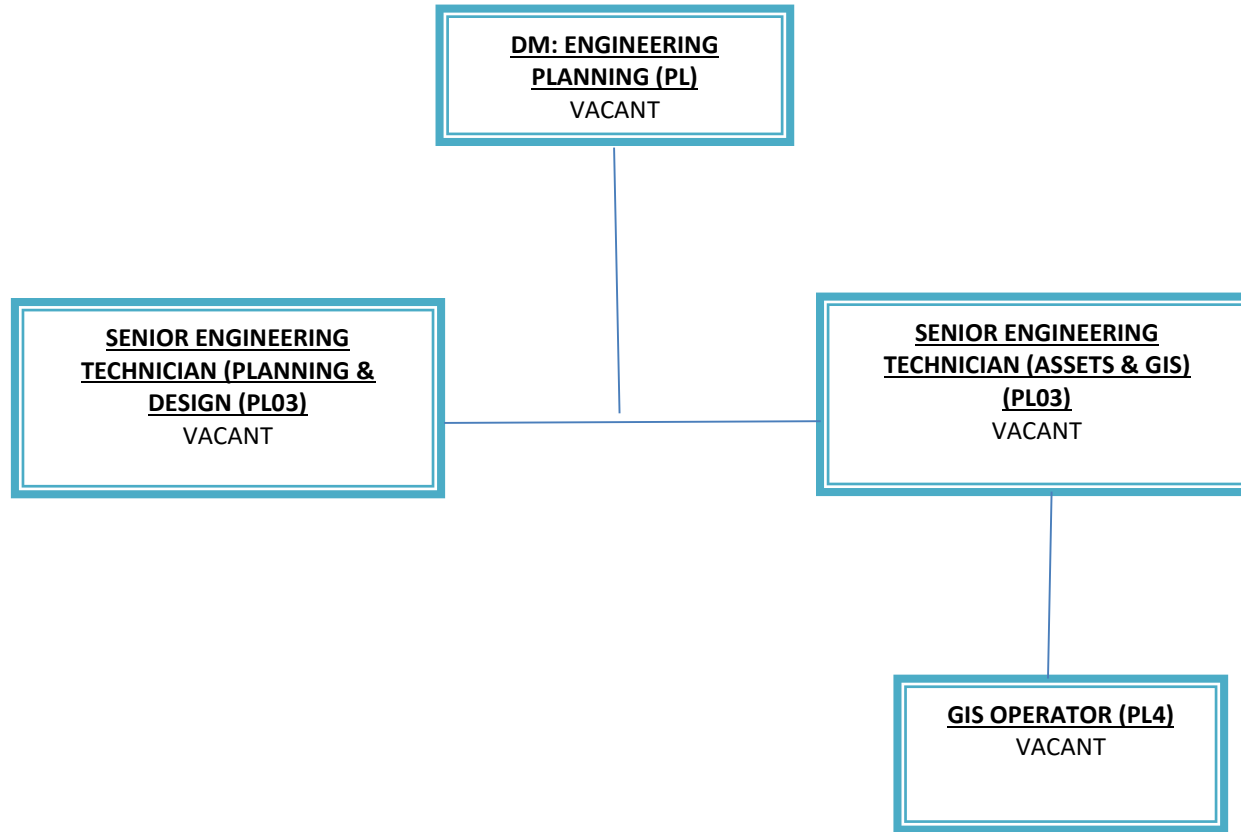 DM: ENGINEERING
PLANNING (PL)
VACANT
SENIOR ENGINEERING
TECHNICIAN (PLANNING &
DESIGN (PL03)
VACANT
SENIOR ENGINEERING
TECHNICIAN (ASSETS & GIS)
(PL03)
VACANT
GIS OPERATOR (PL4)
VACANT